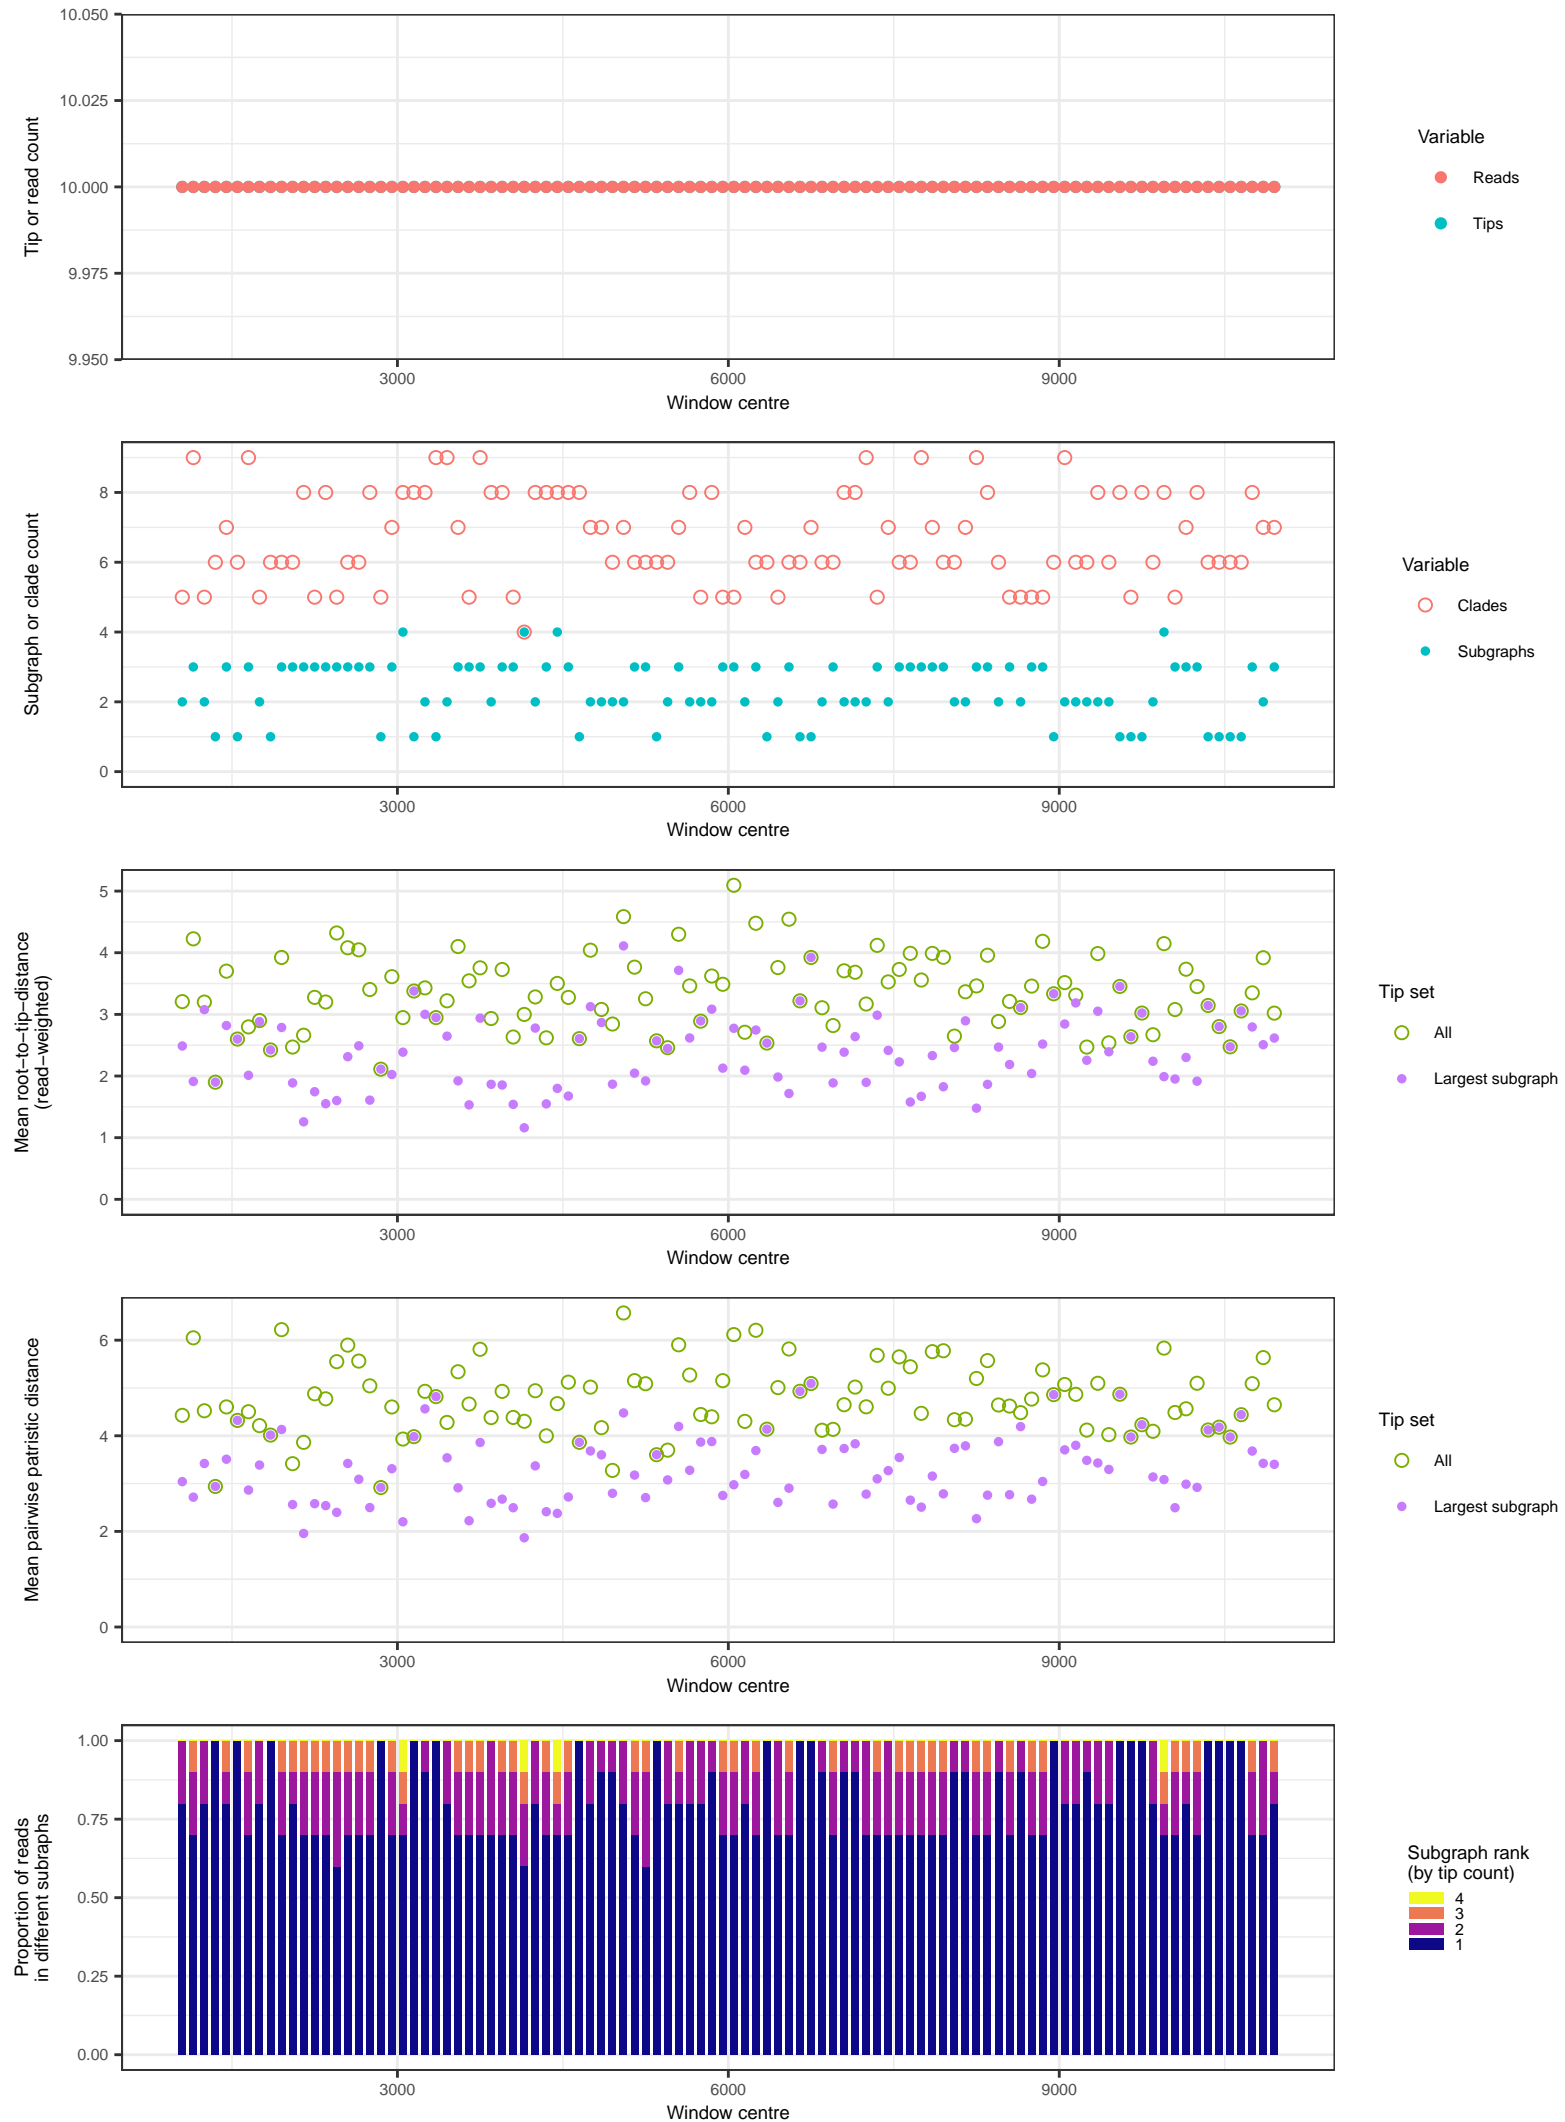 10.050
10.025
10.000
9.975
9.950
Tip or read count
3000 6000 9000
Window centre
Variable
Reads
Tips
8
6
4
2
0
Subgraph or clade count
3000 6000 9000
Window centre
Variable
Clades
Subgraphs
5
4
3
2
1
0
Mean root−to−tip−distance
(read−weighted)
3000 6000 9000
Window centre
Tip set
All
Largest subgraph
6
4
2
0
Mean pairwise patristic distance
3000 6000 9000
Window centre
Tip set
All
Largest subgraph
1.00
0.75
0.50
0.25
0.00
Proportion of reads
in different subraphs
3000 6000 9000
Window centre
Subgraph rank
(by tip count)
4
3
2
1